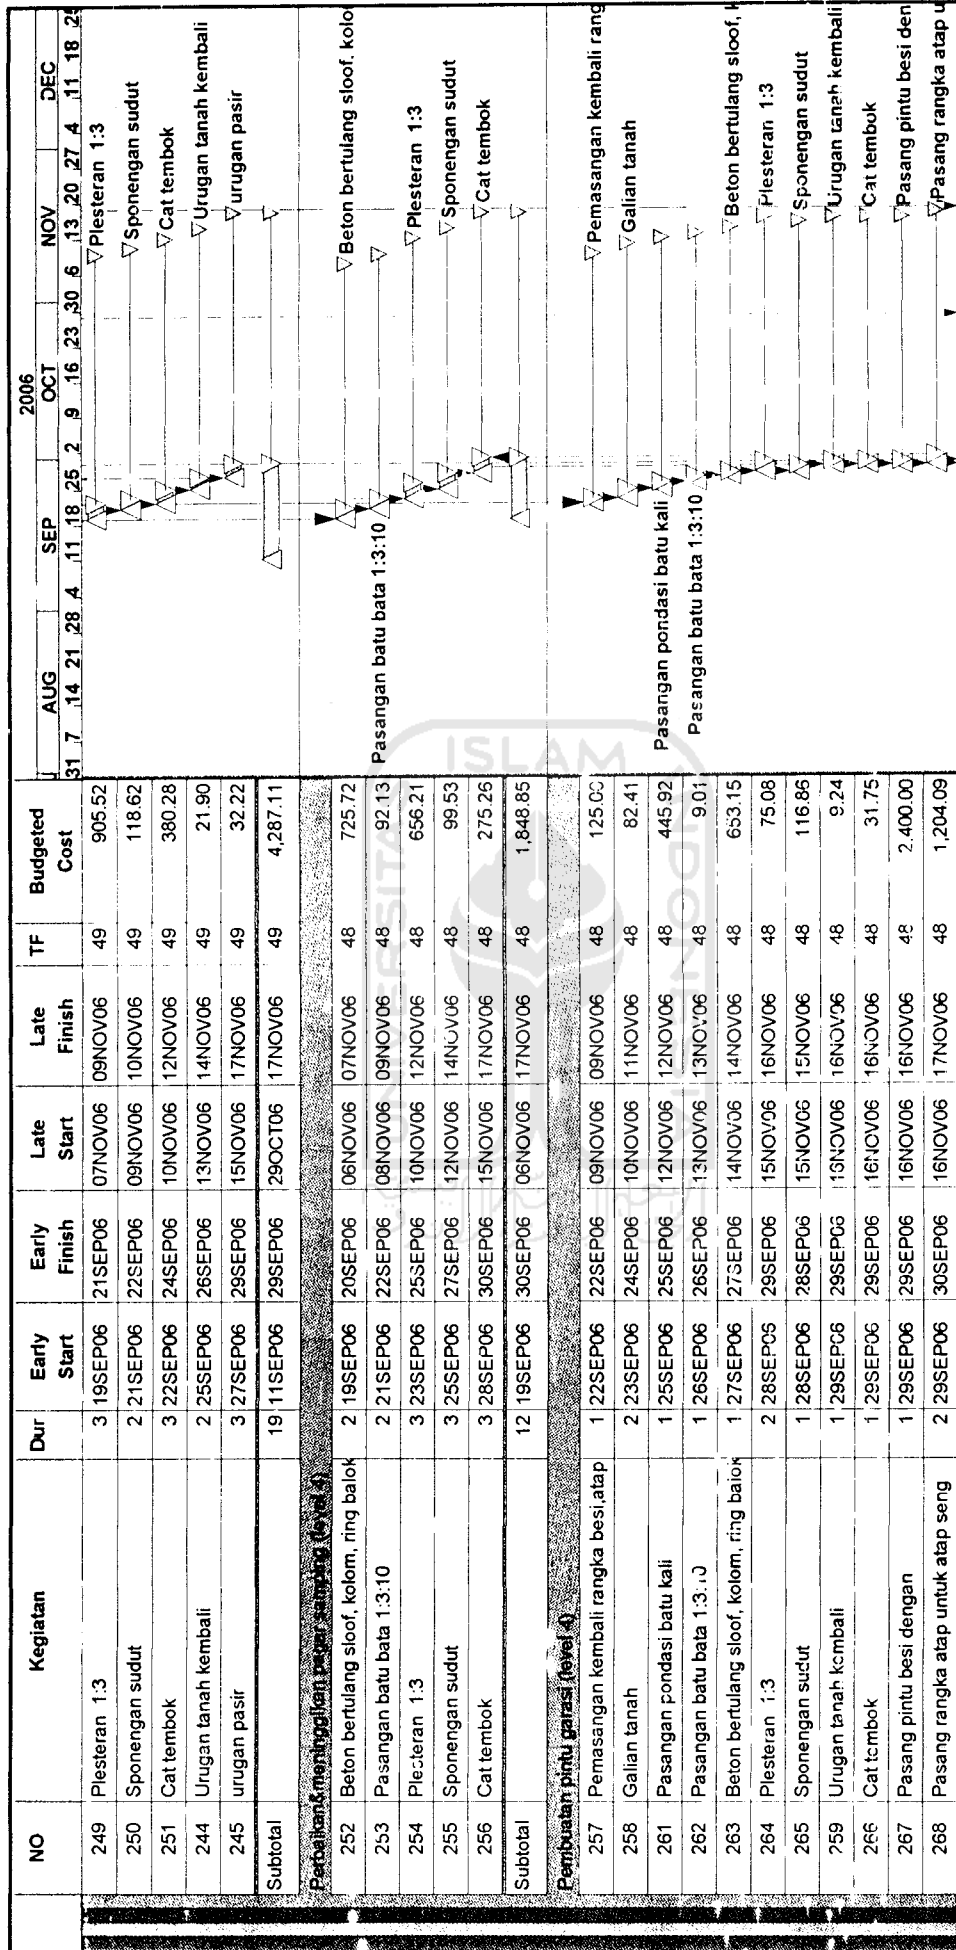 NO Kegiatan Dur Early Start Early Finish Late Start Late Finish TF Budgeted Cost
2006
AUG SEP OCT NOV DEC
31 7 14 21 28 4 11 18 25 2 9 16 23 30 6 13 20 27 4 11 18 25
249 Plesteran 1:3 3 19SEP06 21SEP06 07NOV06 09NOV06 49 905.52 Plesteran 1:3
250 Sponengan sudut 2 21SEP06 22SEP06 09NOV06 10NOV06 49 118.62 Sponengan sudut
251 Cat tembok 3 22SEP06 24SEP06 10NOV06 12NOV06 49 380.28 Cat tembok
244 Urugan tanah kembali 2 25SEP06 26SEP06 13NOV06 14NOV06 49 21.90 Urugan tanah kembali
245 urugan pasir 3 27SEP06 29SEP06 15NOV06 17NOV06 49 32.22 urugan pasir
Subtotal 19 11SEP06 29SEP06 29OCT06 17NOV06 49 4,287.11
Perbaikan&meninggikan pagar samping (level 4)
252 Beton bertulang sloof, kolom, ring balok 2 19SEP06 20SEP06 06NOV06 07NOV06 48 725.72 Beton bertulang sloof, kolo
253 Pasangan batu bata 1:3:10 2 21SEP06 22SEP06 08NOV06 09NOV06 48 92.13 Pasangan batu bata 1:3:10
254 Plesteran 1:3 3 23SEP06 25SEP06 10NOV06 12NOV06 48 656.21 Plesteran 1:3
255 Sponengan sudut 3 25SEP06 27SEP06 12NOV06 14NOV06 48 99.53 Sponengan sudut
256 Cat tembok 3 28SEP06 30SEP06 15NOV06 17NOV06 48 275.26 Cat tembok
Subtotal 12 19SEP06 30SEP06 06NOV06 17NOV06 48 1,848.85
Pembuatan pintu garasi (level 4)
257 Pemasangan kembali rangka besi,atap 1 22SEP06 22SEP06 09NOV06 09NOV06 48 125.00 Pemasangan kembali rang
258 Galian tanah 2 23SEP06 24SEP06 10NOV06 11NOV06 48 82.41 Galian tanah
261 Pasangan pondasi batu kali 1 25SEP06 25SEP06 12NOV06 12NOV06 48 445.92 Pasangan pondasi batu kali
262 Pasangan batu bata 1:3:10 1 26SEP06 26SEP06 13NOV06 13NOV06 48 9.01 Pasangan batu bata 1:3:10
263 Beton bertulang sloof, kolom, ring balok 1 27SEP06 27SEP06 14NOV06 14NOV06 48 653.15 Beton bertulang sloof, k
264 Plesteran 1:3 2 28SEP06 29SEP06 15NOV06 16NOV06 48 75.08 Plesteran 1:3
265 Sponengan sudut 1 28SEP06 28SEP06 15NOV06 15NOV06 48 116.86 Sponengan sudut
259 Urugan tanah kembali 1 29SEP06 29SEP06 16NOV06 16NOV06 48 9.24 Urugan tanah kembali
266 Cat tembok 1 29SEP06 29SEP06 16NOV06 16NOV06 48 31.75 Cat tembok
267 Pasang pintu besi dengan 1 29SEP06 29SEP06 16NOV06 16NOV06 48 2,400.00 Pasang pintu besi den
268 Pasang rangka atap untuk atap seng 2 29SEP06 30SEP06 16NOV06 17NOV06 48 1,204.09 Pasang rangka atap u
UNIVERSITAS ISLAM INDONESIA